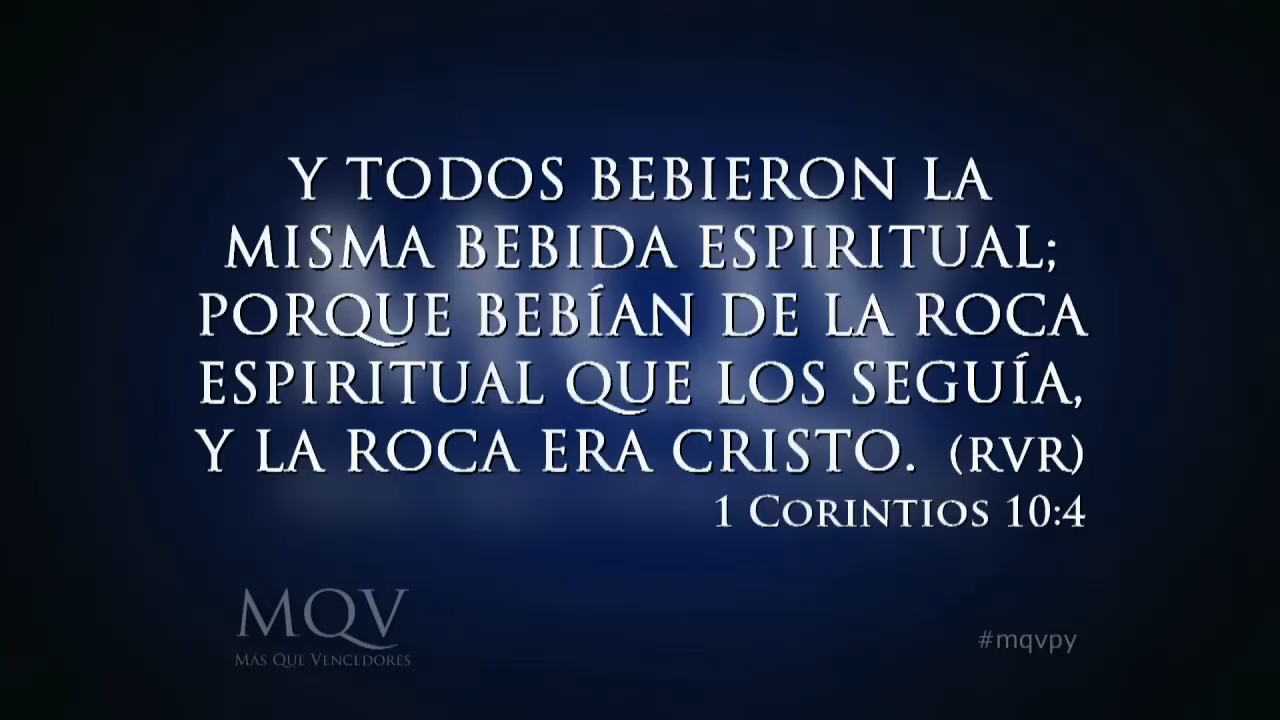 Y TODOS BEBIERON LA
MISMA BEBIDA ESPIRITUAL;
PORQUE BEBÍAN DE LA ROCA
ESPIRITUAL QUE LOS SEGUÍA,
Y LA ROCA ERA CRISTO. (RVR)
1 CORINTIOS 10:4
MQV
MÁS QUE VENCEDORES
#mqvpy